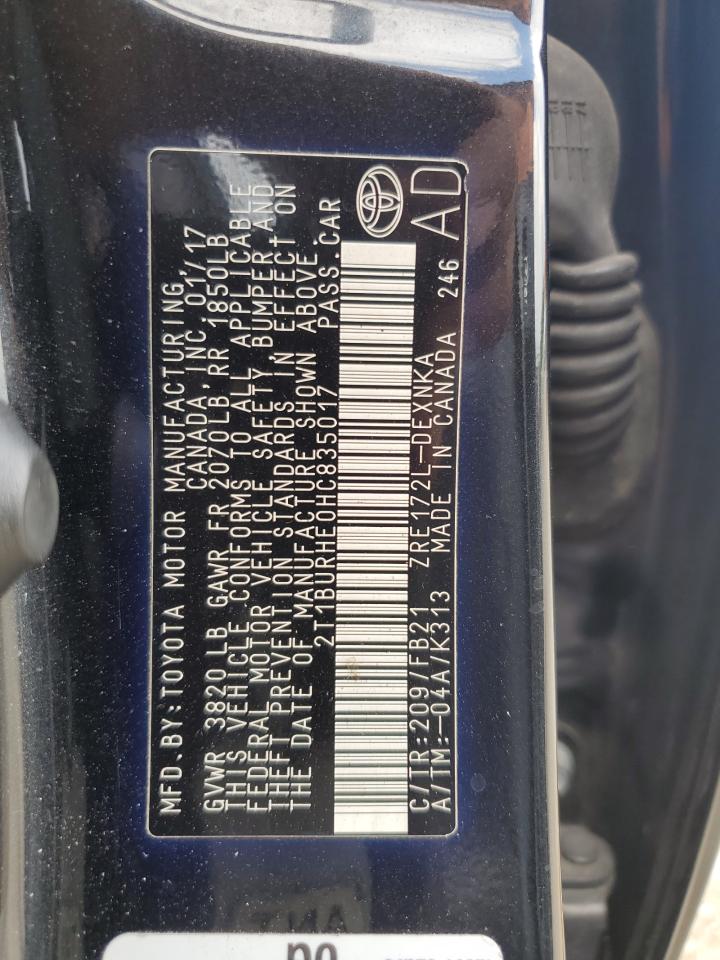 MFD.BY:TOYOTA MOTOR MANUFACTURING
CANADA, INC. 01/17
GVWR 3820LB GAWR FR 2070LB,RR 1850LB
THIS VEHICLE CONFORMS TO ALL APPLICABLE
FEDERAL MOTOR VEHICLE SAFETY, BUMPER AND
THEFT PREVENTION STANDARDS IN EFFECT ON
THE DATE OF MANUFACTURE SHOWN ABOVE.
2T1BURHE0HC835017 PASS.CAR
C/TR:209/FB21 ZRE172L-DEXNKA
A/TM:-04A/K313 MADE IN CANADA 246 AD